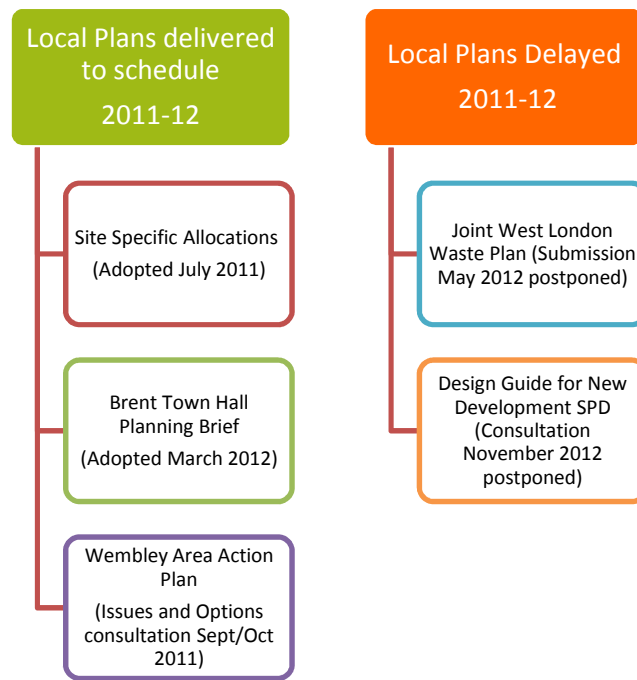 Local Plans delivered
to schedule
2011-12
Site Specific Allocations
(Adopted July 2011)
Brent Town Hall
Planning Brief
(Adopted March 2012)
Wembley Area Action
Plan
(Issues and Options
consultation Sept/Oct
2011)
Local Plans Delayed
2011-12
Joint West London
Waste Plan (Submission
May 2012 postponed)
Design Guide for New
Development SPD
(Consultation
November 2012
postponed)